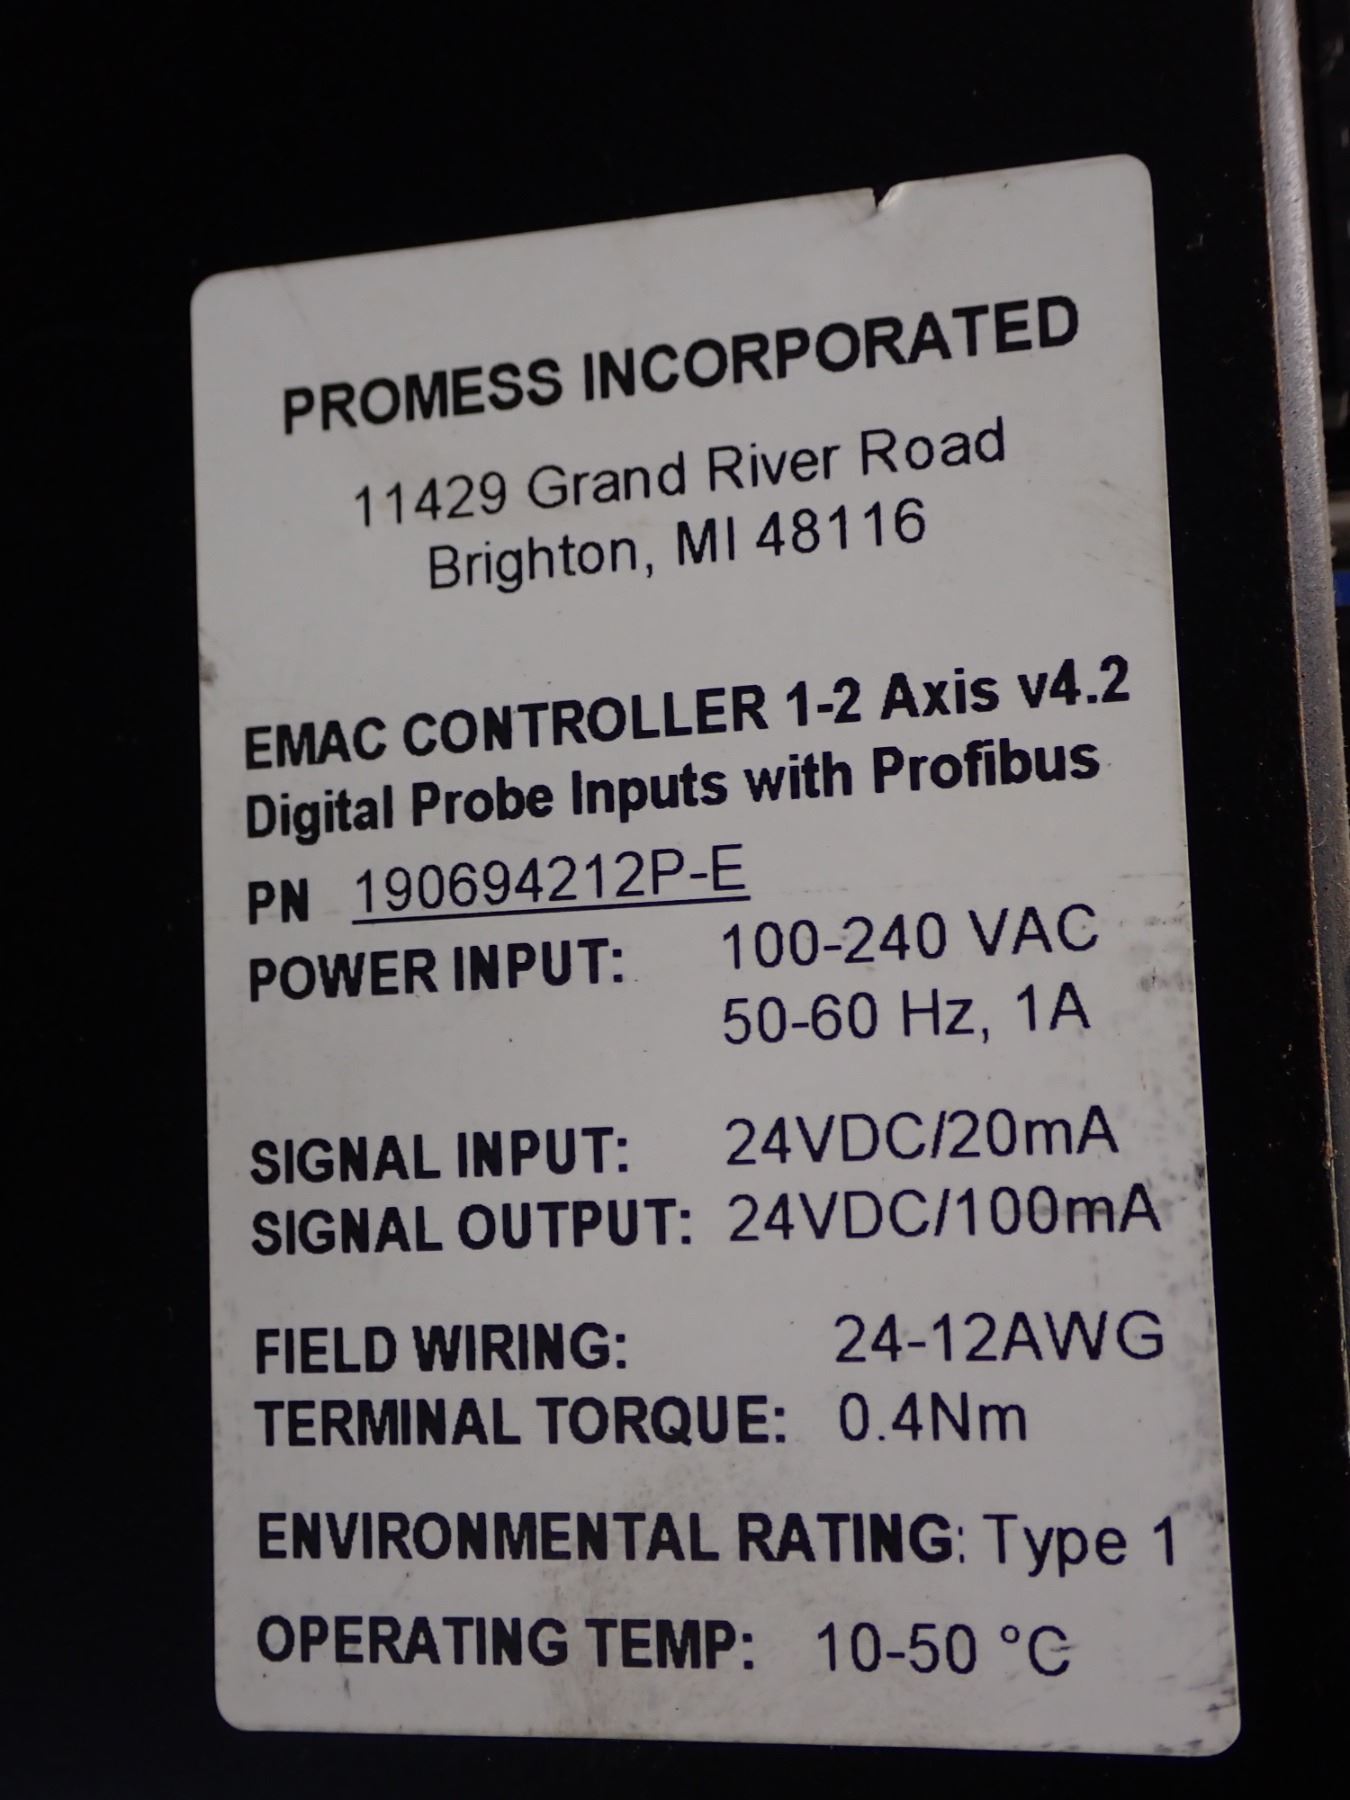 PROMESS INCORPORATED
11429 Grand River Road
Brighton, MI 48116
EMAC CONTROLLER 1-2 Axis v4.2
Digital Probe Inputs with Profibus
PN 190694212P-E
POWER INPUT: 100-240 VAC
50-60 Hz, 1A
SIGNAL INPUT: 24VDC/20mA
SIGNAL OUTPUT: 24VDC/100mA
FIELD WIRING: 24-12AWG
TERMINAL TORQUE: 0.4Nm
ENVIRONMENTAL RATING: Type 1
OPERATING TEMP: 10-50 °C